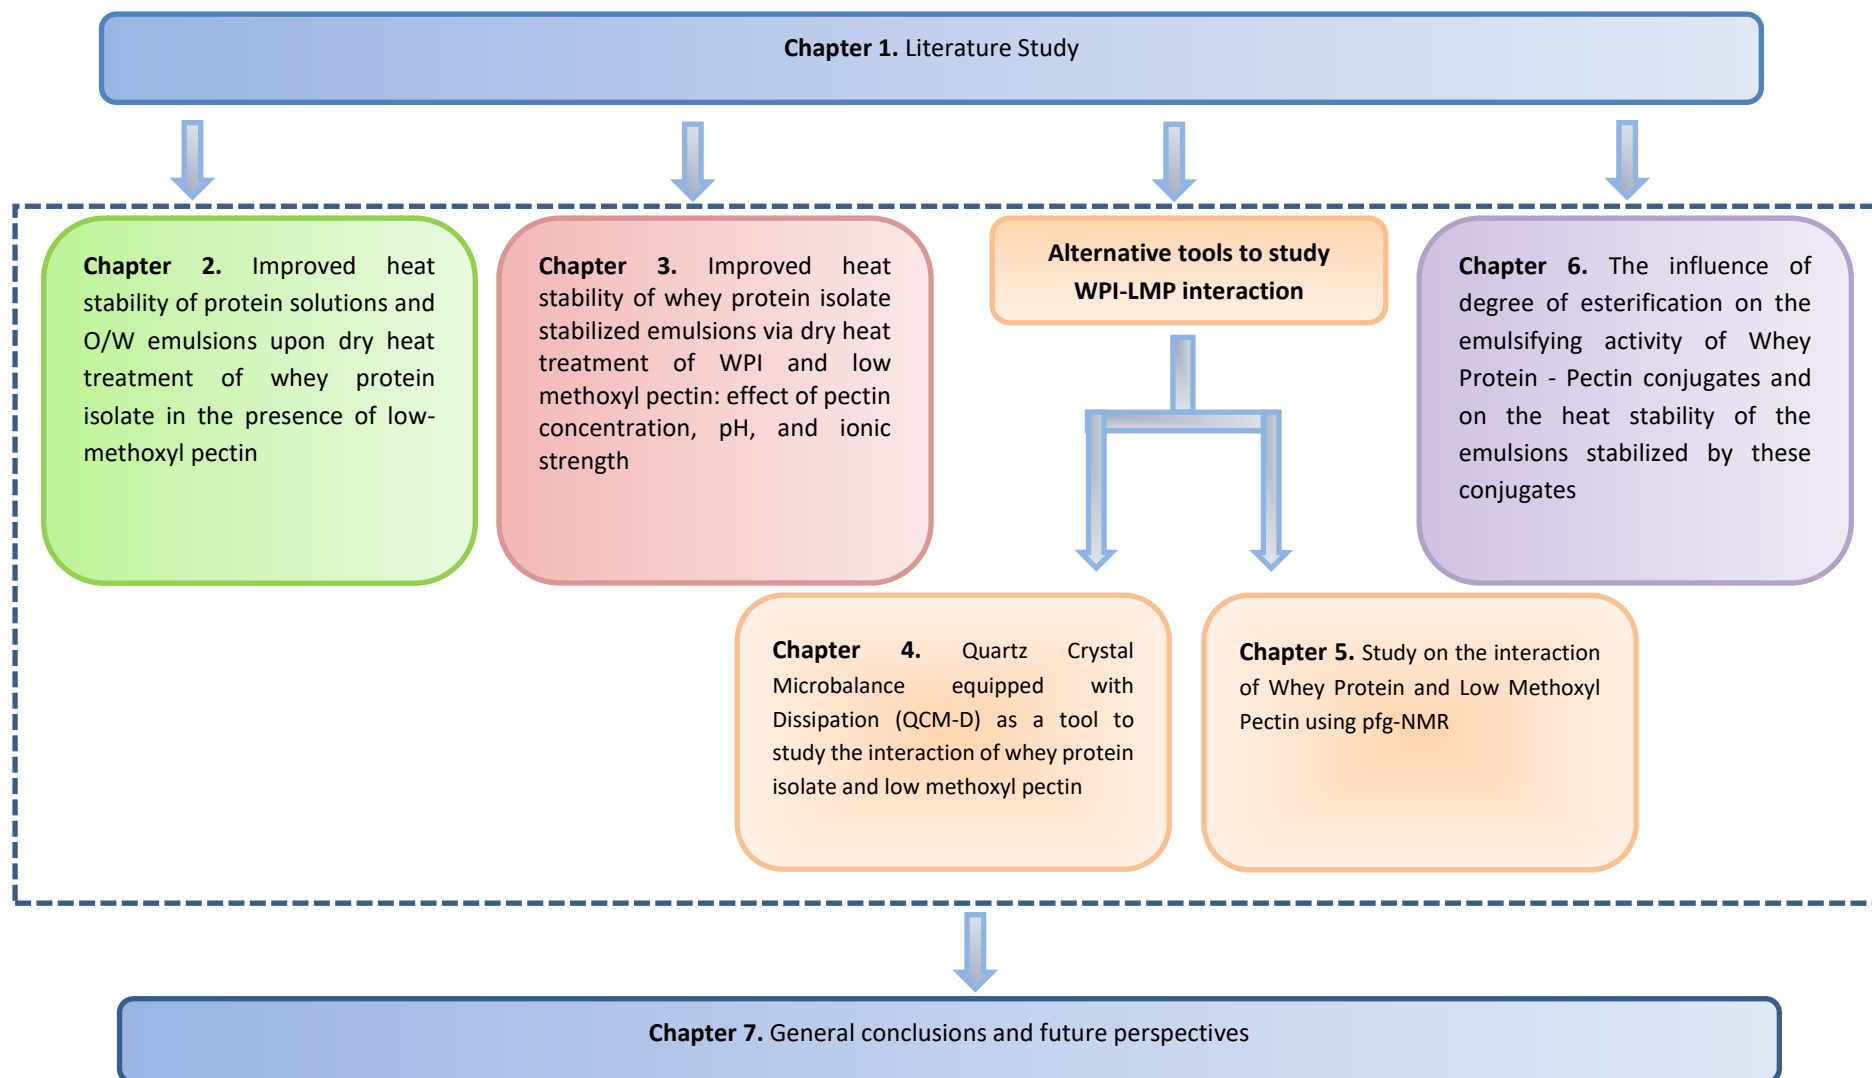 Chapter 1. Literature Study
Chapter 2. Improved heat
stability of protein solutions and
O/W emulsions upon dry heat
treatment of whey protein
isolate in the presence of low-
methoxyl pectin
Chapter 3. Improved heat
stability of whey protein isolate
stabilized emulsions via dry heat
treatment of WPI and low
methoxyl pectin: effect of pectin
concentration, pH, and ionic
strength
Alternative tools to study
WPI-LMP interaction
Chapter 6. The influence of
degree of esterification on the
emulsifying activity of Whey
Protein - Pectin conjugates and
on the heat stability of the
emulsions stabilized by these
conjugates
Chapter 4. Quartz Crystal
Microbalance equipped with
Dissipation (QCM-D) as a tool to
study the interaction of whey protein
isolate and low methoxyl pectin
Chapter 5. Study on the interaction
of Whey Protein and Low Methoxyl
Pectin using pfg-NMR
Chapter 7. General conclusions and future perspectives